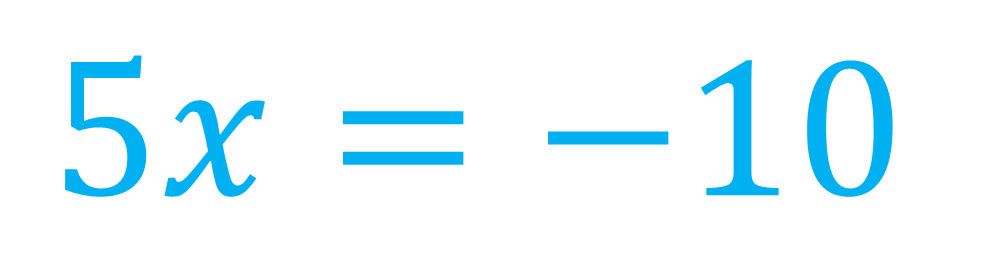 5x = −10